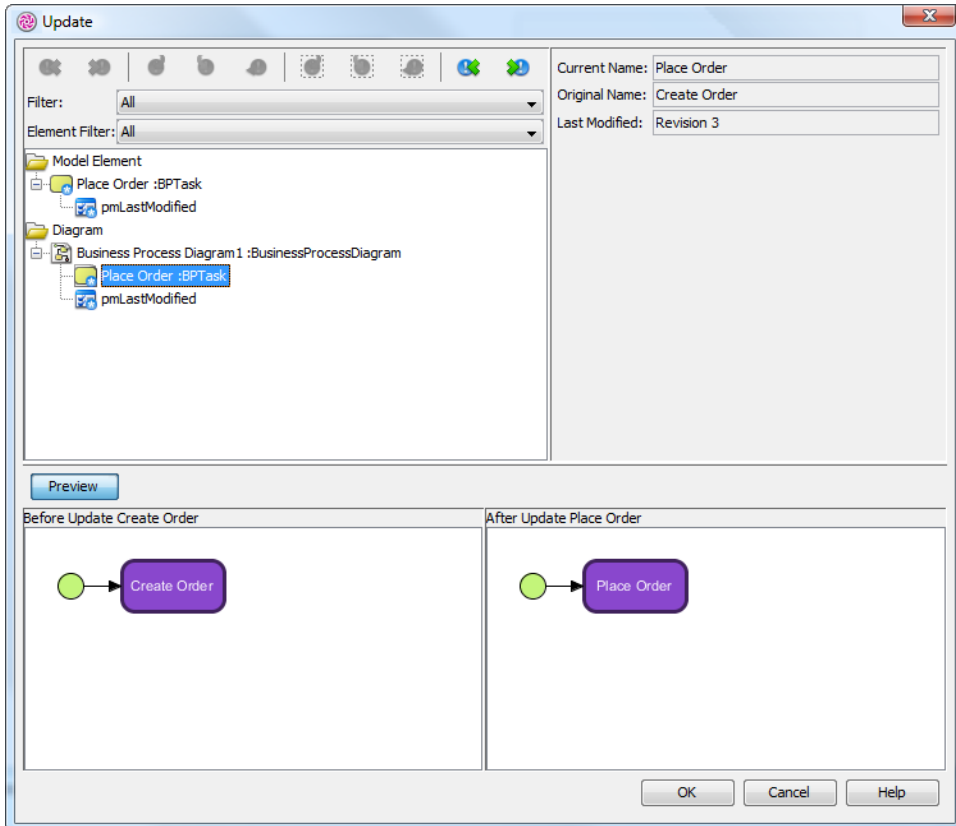 Update
Current Name: Place Order
Original Name: Create Order
Last Modified: Revision 3
Filter: All
Element Filter: All
Model Element
Place Order :BPTask
pmLastModified
Diagram
Business Process Diagram1 :BusinessProcessDiagram
Place Order :BPTask
pmLastModified
Preview
Before Update Create Order
After Update Place Order
Create Order
Place Order
OK
Cancel
Help